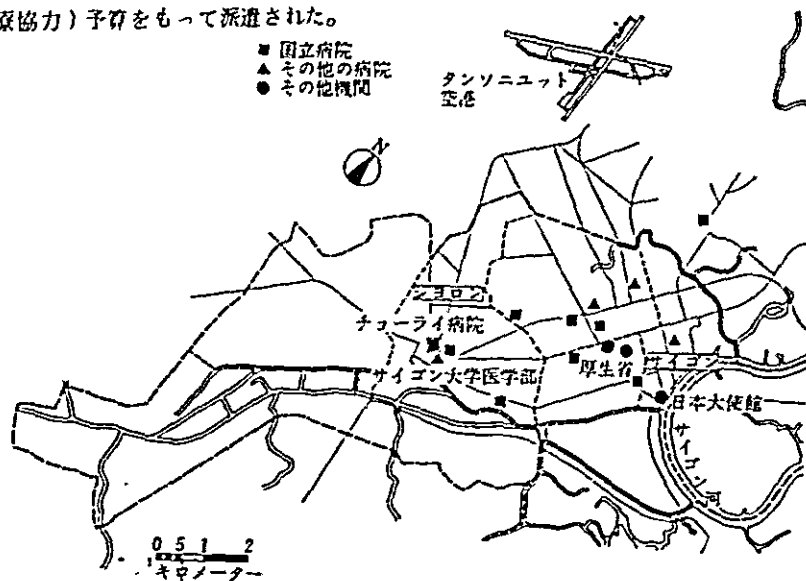 療協力）予算をもって派遣された。
■ 国立病院
▲ その他の病院
● その他機関
タンソニユット
空港
N
ションロン
チョーライ病院
サイゴン大学医学部
厚生省
サイゴン
日本大使館
サイゴン河
0 5 1 2
キロメーター